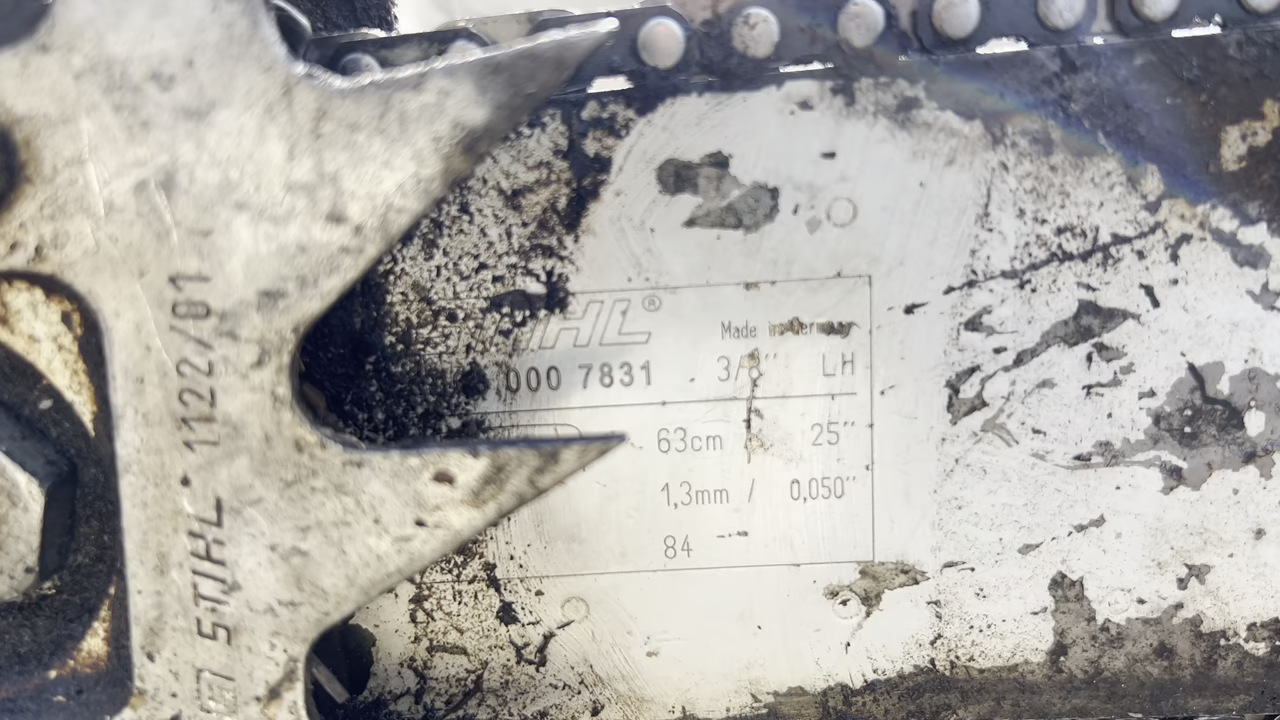 STIHL 1122/01
STIHL®
Made in Germany
000 7831 3/8" LH
63cm / 25"
1,3mm / 0,050"
84